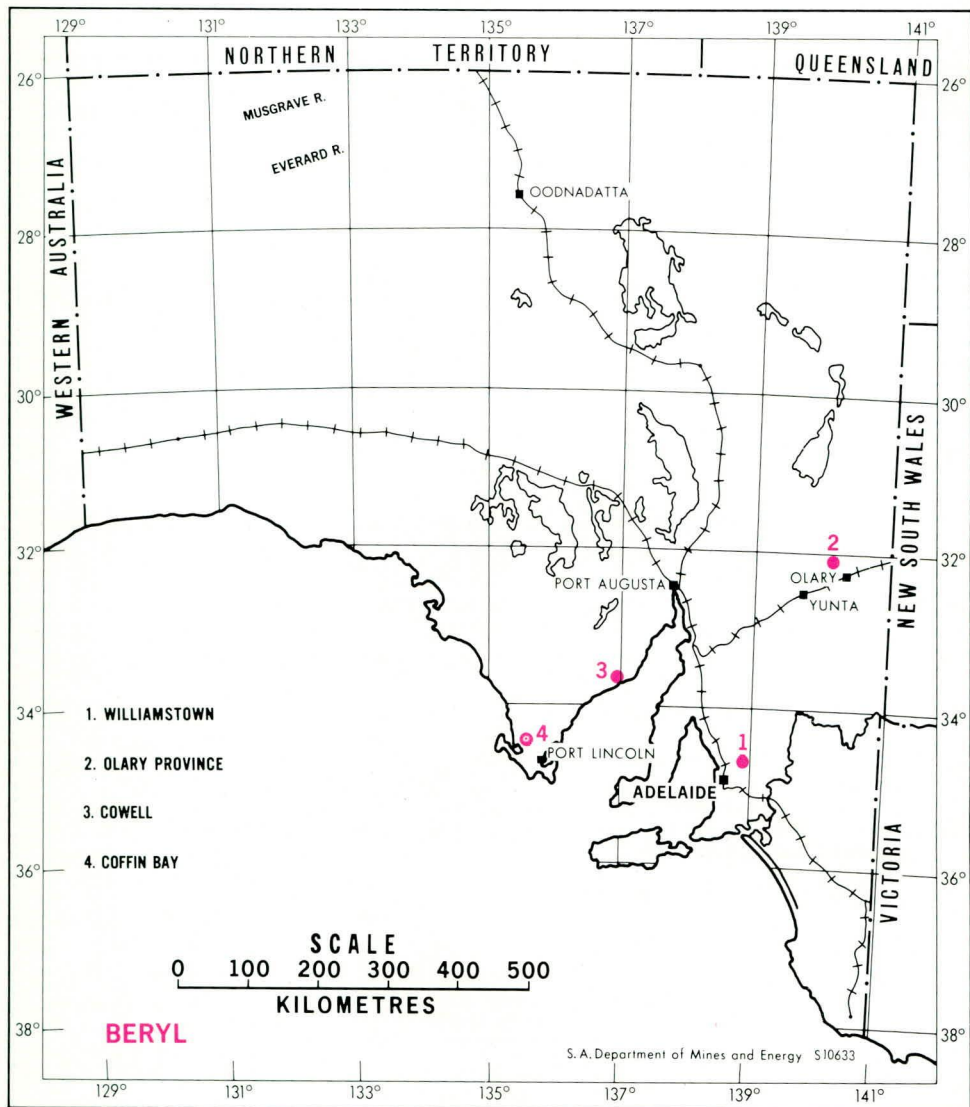 129° 131° 133° 135° 137° 139° 141°
NORTHERN TERRITORY QUEENSLAND
26° 26°
MUSGRAVE R.
EVERARD R.
WESTERN AUSTRALIA
OODNADATTA
28° 28°
30° 30°
NEW SOUTH WALES
32° 32°
2
OLARY
PORT AUGUSTA
YUNTA
3
34° 34°
1. WILLIAMSTOWN
4
PORT LINCOLN
1
2. OLARY PROVINCE
ADELAIDE
3. COWELL
4. COFFIN BAY
36° 36°
VICTORIA
SCALE
0 100 200 300 400 500
KILOMETRES
38° 38°
BERYL
S.A. Department of Mines and Energy S10633
129° 131° 133° 135° 137° 139° 141°